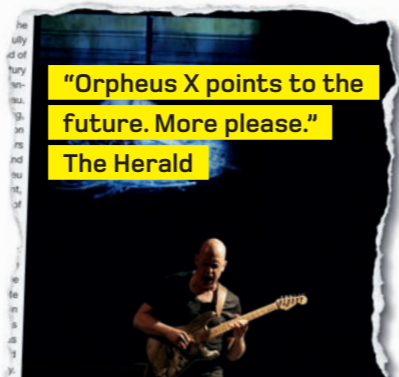 “Orpheus X points to the
future. More please.”
The Herald